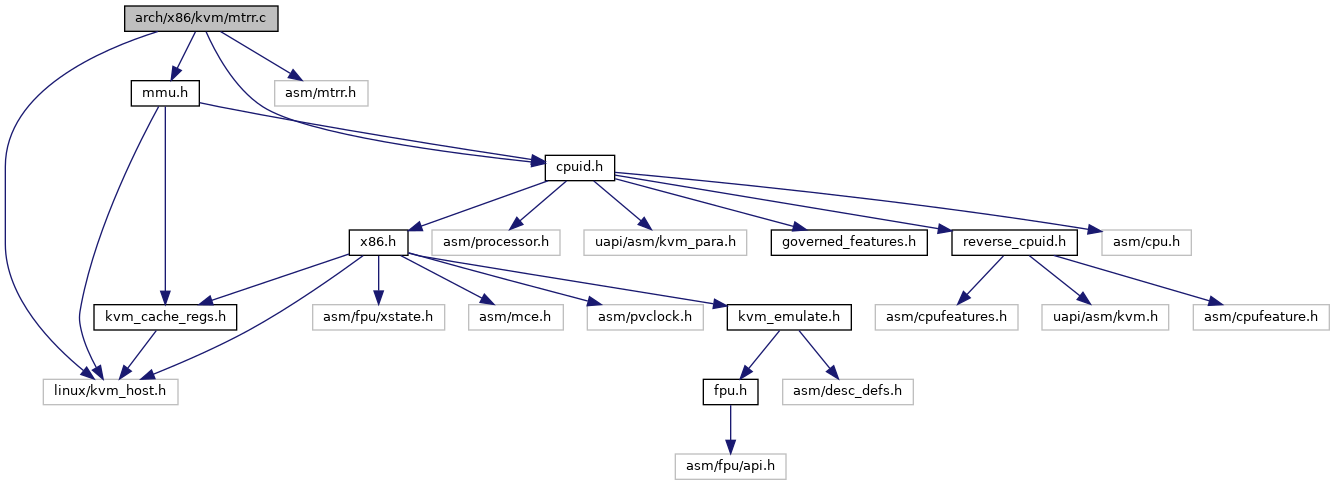 arch/x86/kvm/mtrr.c
mmu.h
asm/mtrr.h
cpuid.h
x86.h
asm/processor.h
uapi/asm/kvm_para.h
governed_features.h
reverse_cpuid.h
asm/cpu.h
kvm_cache_regs.h
asm/fpu/xstate.h
asm/mce.h
asm/pvclock.h
kvm_emulate.h
asm/cpufeatures.h
uapi/asm/kvm.h
asm/cpufeature.h
linux/kvm_host.h
fpu.h
asm/desc_defs.h
asm/fpu/api.h